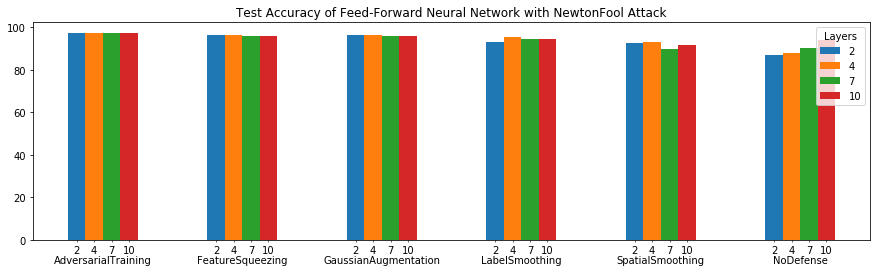 Test Accuracy of Feed-Forward Neural Network with NewtonFool Attack
100
80
60
40
20
0
Layers
2
4
7
10
2 4 7 10 2 4 7 10 2 4 7 10 2 4 7 10 2 4 7 10 2 4 7 10
AdversarialTraining FeatureSqueezing GaussianAugmentation LabelSmoothing SpatialSmoothing NoDefense